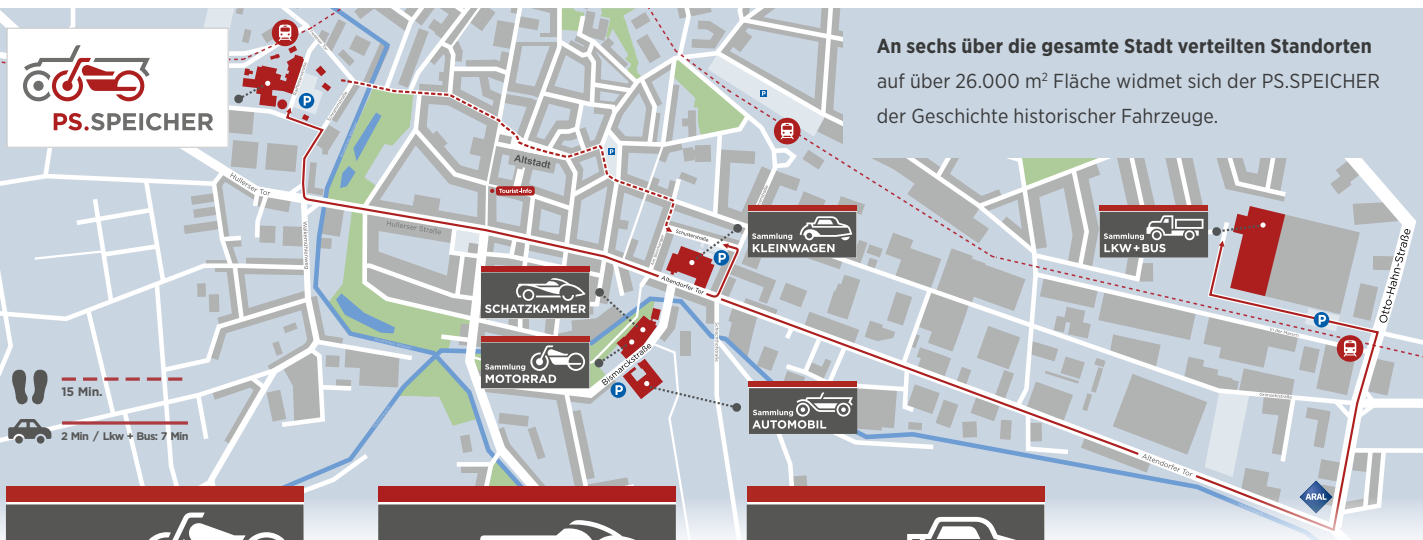 PS.SPEICHER
An sechs über die gesamte Stadt verteilten Standorten
auf über 26.000 m² Fläche widmet sich der PS.SPEICHER
der Geschichte historischer Fahrzeuge.
P
P
P
Altstadt
Tourist-Info
Hullerser Tor
Hullerser Straße
Walkemühlenweg
Schusterstraße
P
Altendorfer Tor
Sammlung
KLEINWAGEN
Sammlung
LKW+BUS
Otto-Hahn-Straße
P
SCHATZKAMMER
Sammlung
MOTORRAD
Bismarckstraße
P
Sammlung
AUTOMOBIL
15 Min.
2 Min / Lkw + Bus: 7 Min
Altendorfer Tor
ARAL